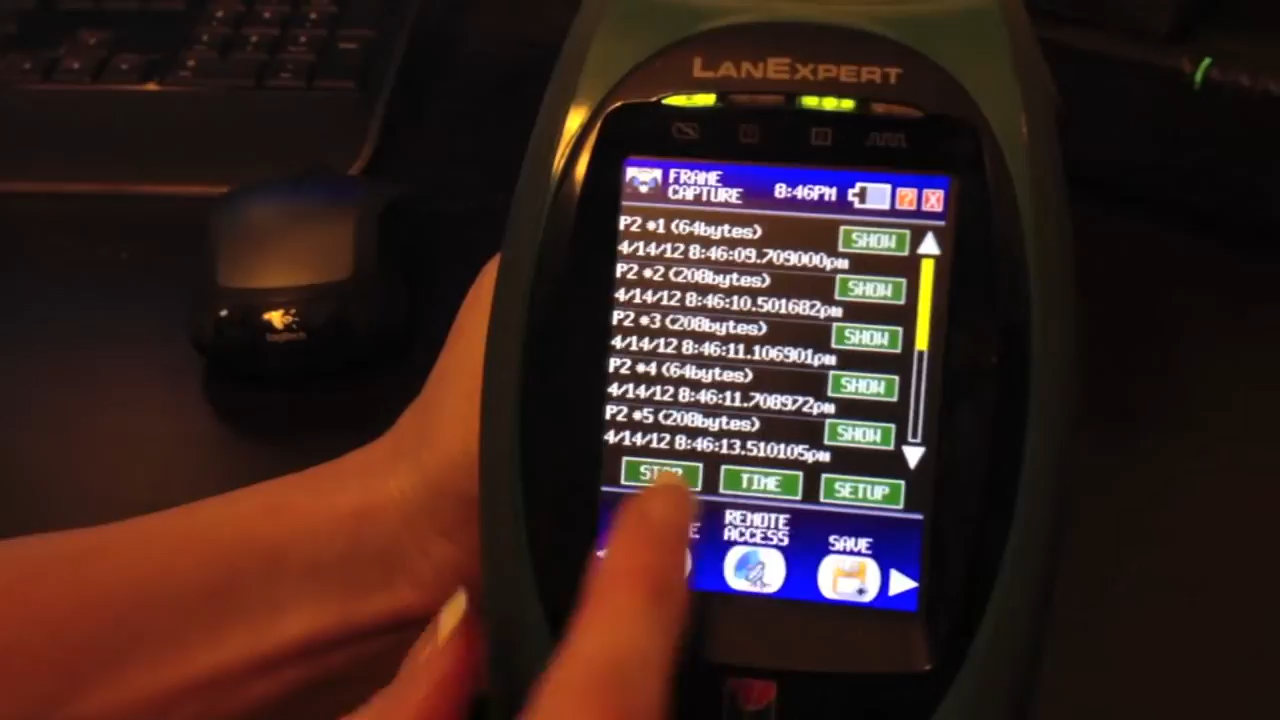 LANEXPERT
FRAME
CAPTURE
8:46PM
?
X
P2 #1 (64bytes)
4/14/12 8:46:09.709000pm
SHOW
P2 #2 (208bytes)
4/14/12 8:46:10.501682pm
SHOW
P2 #3 (208bytes)
4/14/12 8:46:11.106901pm
SHOW
P2 #4 (64bytes)
4/14/12 8:46:11.708972pm
SHOW
P2 #5 (208bytes)
4/14/12 8:46:13.510105pm
SHOW
STOP
TIME
SETUP
REMOTE
ACCESS
SAVE
Logitech